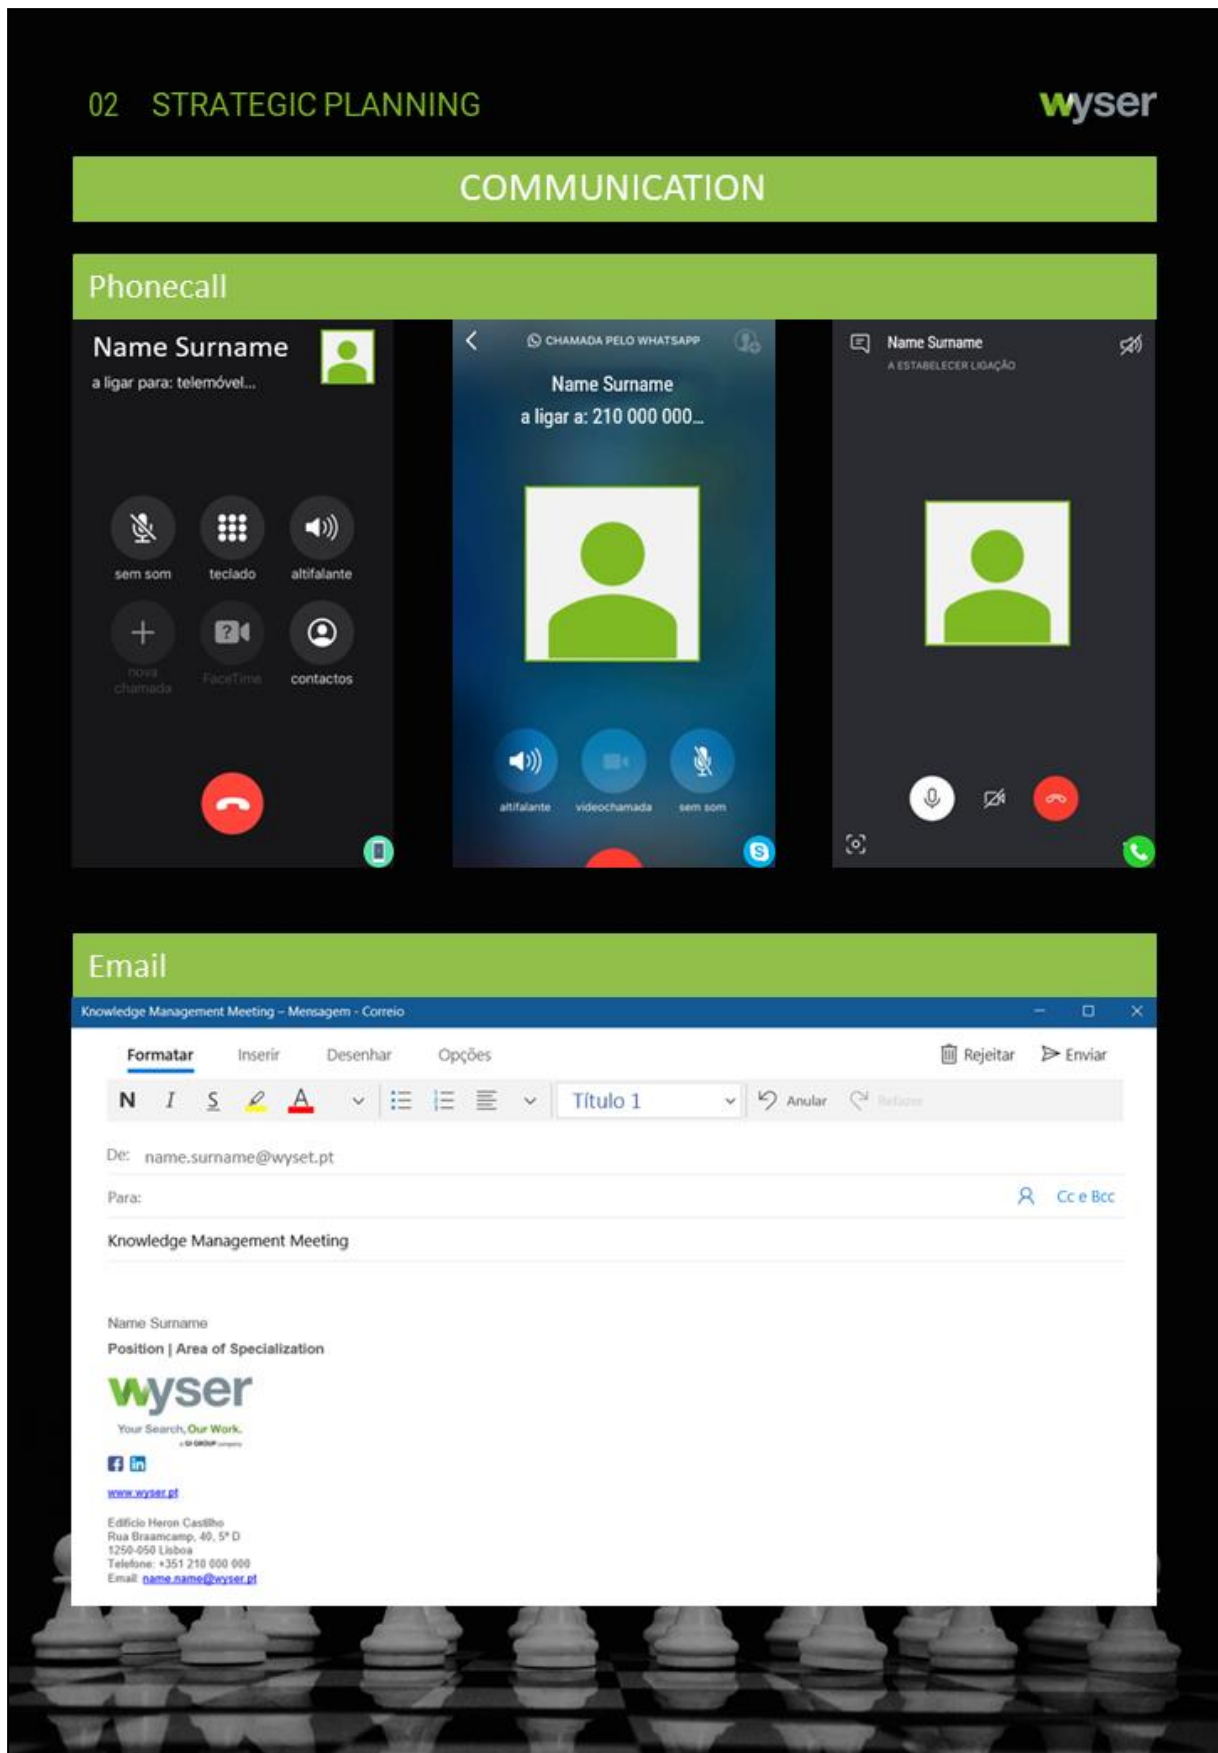 02 STRATEGIC PLANNING
wyser
COMMUNICATION
Phonecall
Name Surname
a ligar para: telemóvel...
sem som teclado altifalante
nova chamada FaceTime contactos
CHAMADA PELO WHATSAPP
Name Surname
a ligar a: 210 000 000...
altifalante videochamada sem som
S
Name Surname
A ESTABELECER LIGAÇÃO
Email
Knowledge Management Meeting – Mensagem - Correio
Formatar Inserir Desenhar Opções Rejeitar Enviar
N I S A Título 1 Anular Refazer
De: name.surname@wyset.pt
Para: Cc e Bcc
Knowledge Management Meeting
Name Surname
Position | Area of Specialization
wyser
Your Search, Our Work.
a GI GROUP company
f in
www.wyser.pt
Edifício Heron Castilho
Rua Braamcamp, 40, 5º D
1250-050 Lisboa
Telefone: +351 210 000 000
Email: name.name@wyser.pt